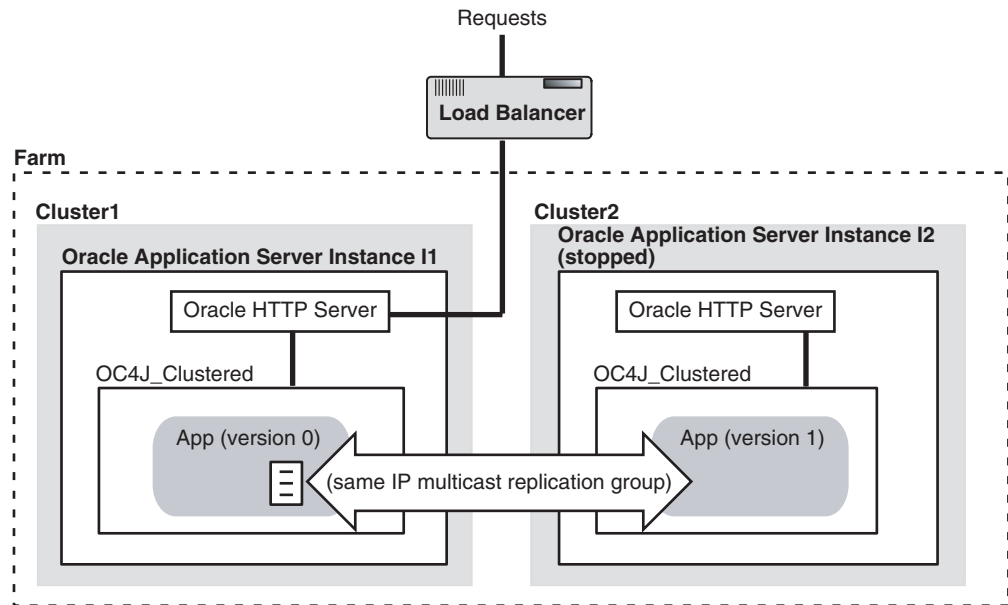 Requests
Load Balancer
Farm
Cluster1
Oracle Application Server Instance I1
Oracle HTTP Server
OC4J_Clustered
App (version 0)
Cluster2
Oracle Application Server Instance I2
(stopped)
Oracle HTTP Server
OC4J_Clustered
App (version 1)
(same IP multicast replication group)